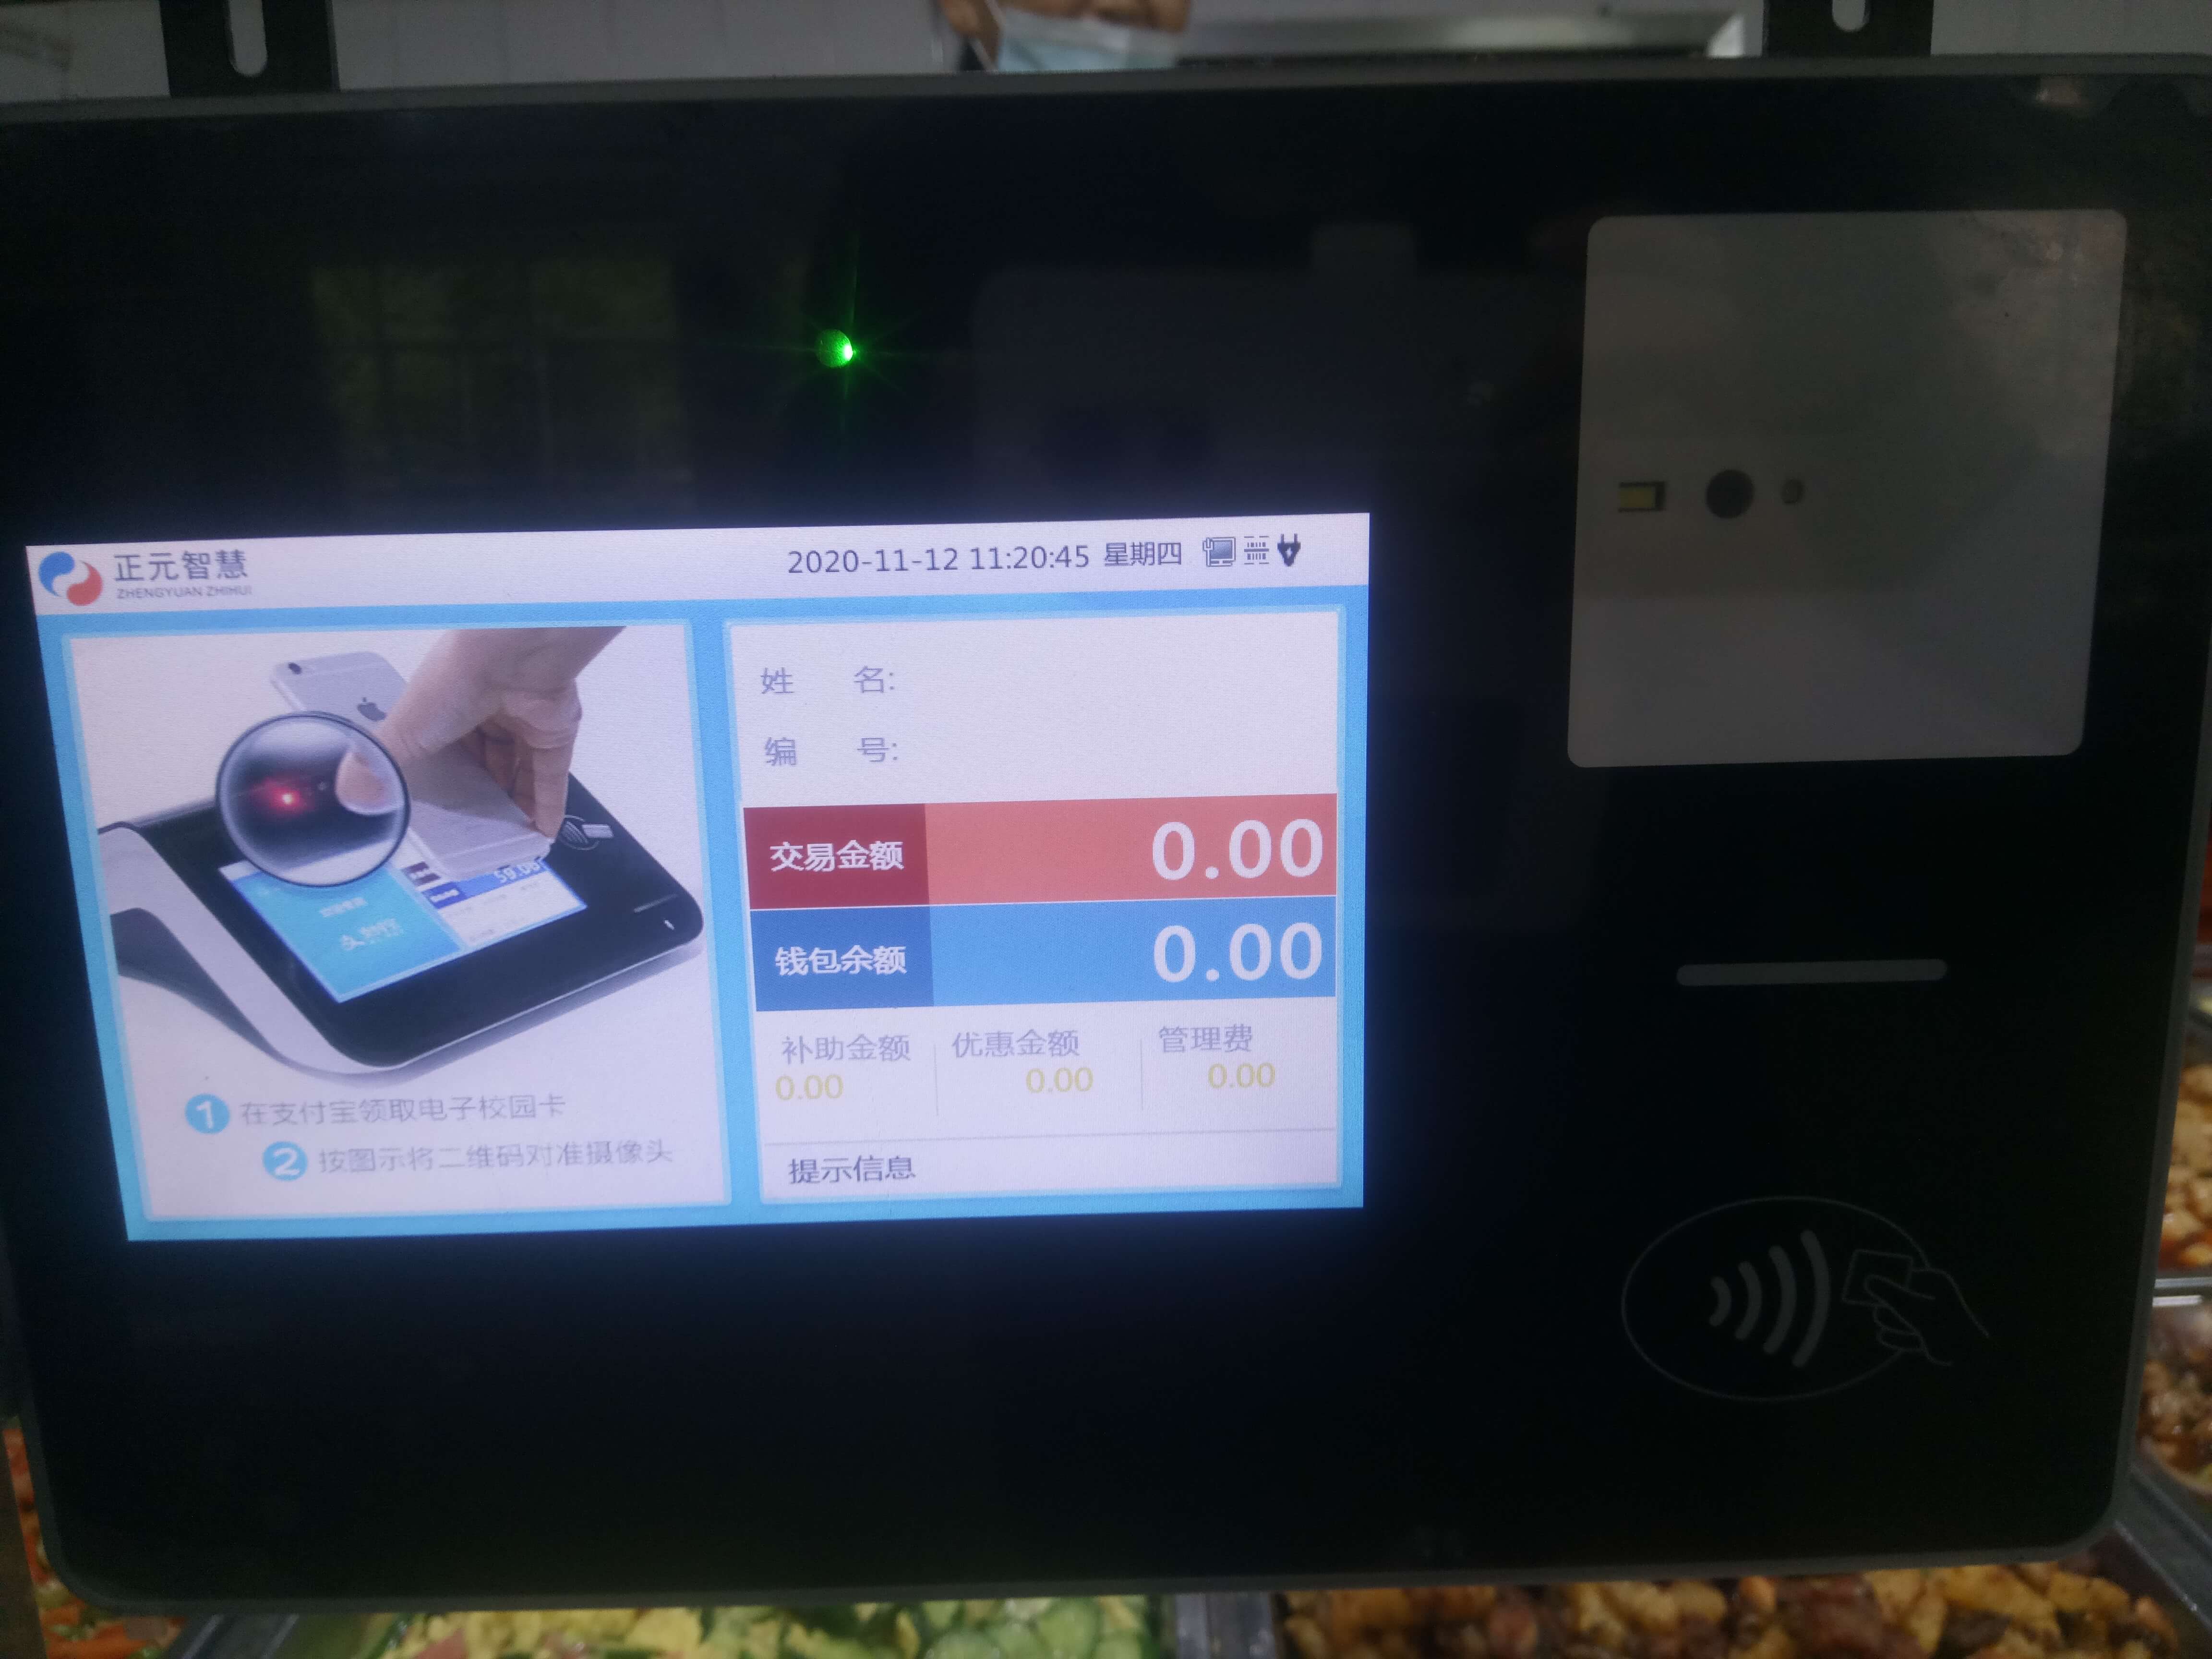 正元智慧
ZHENGYUAN ZHIHUI
2020-11-12 11:20:45 星期四
59.00
1 在支付宝领取电子校园卡
2 按图示将二维码对准摄像头
姓 名:
编 号:
交易金额 0.00
钱包余额 0.00
补助金额 优惠金额 管理费
0.00 0.00 0.00
提示信息